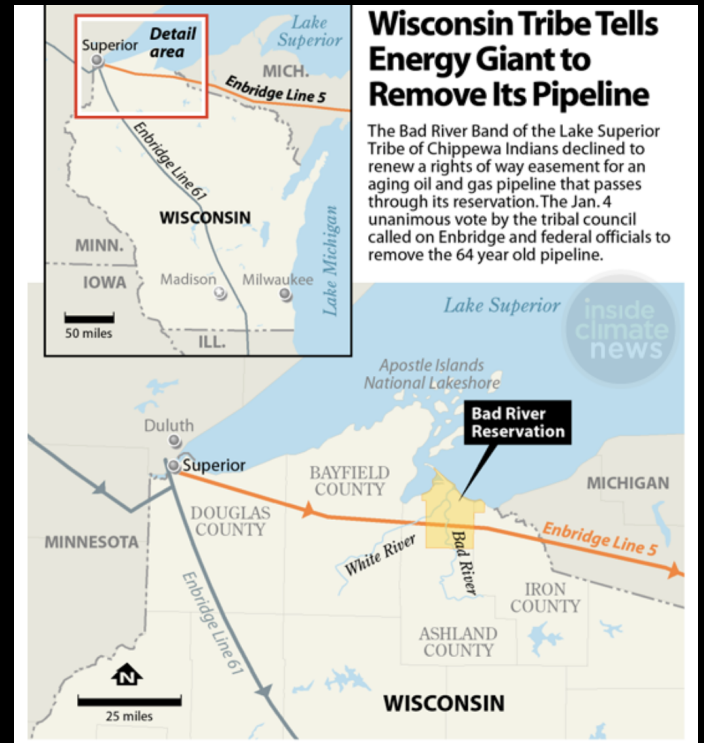 Wisconsin Tribe Tells
Energy Giant to
Remove Its Pipeline
The Bad River Band of the Lake Superior
Tribe of Chippewa Indians declined to
renew a rights of way easement for an
aging oil and gas pipeline that passes
through its reservation. The Jan. 4
unanimous vote by the tribal council
called on Enbridge and federal officials to
remove the 64 year old pipeline.
Lake
Superior
Superior
Detail
area
MICH.
Enbridge Line 5
Enbridge Line 61
WISCONSIN
MINN.
IOWA
Madison
Milwaukee
Lake Michigan
50 miles
ILL.
Lake Superior
inside
climate
news
Apostle Islands
National Lakeshore
Bad River
Reservation
Duluth
Superior
BAYFIELD
COUNTY
MICHIGAN
DOUGLAS
COUNTY
MINNESOTA
Enbridge Line 5
White River
Bad River
Enbridge Line 61
IRON
COUNTY
ASHLAND
COUNTY
N
25 miles
WISCONSIN